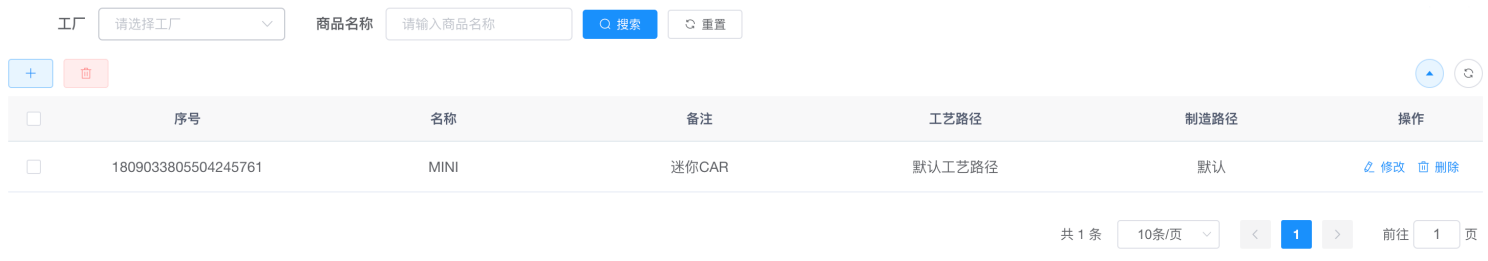 工厂 请选择工厂 商品名称 请输入商品名称 搜索 重置
序号 名称 备注 工艺路径 制造路径 操作
1809033805504245761 MINI 迷你CAR 默认工艺路径 默认 修改 删除
共 1 条 10条/页 1 前往 1 页